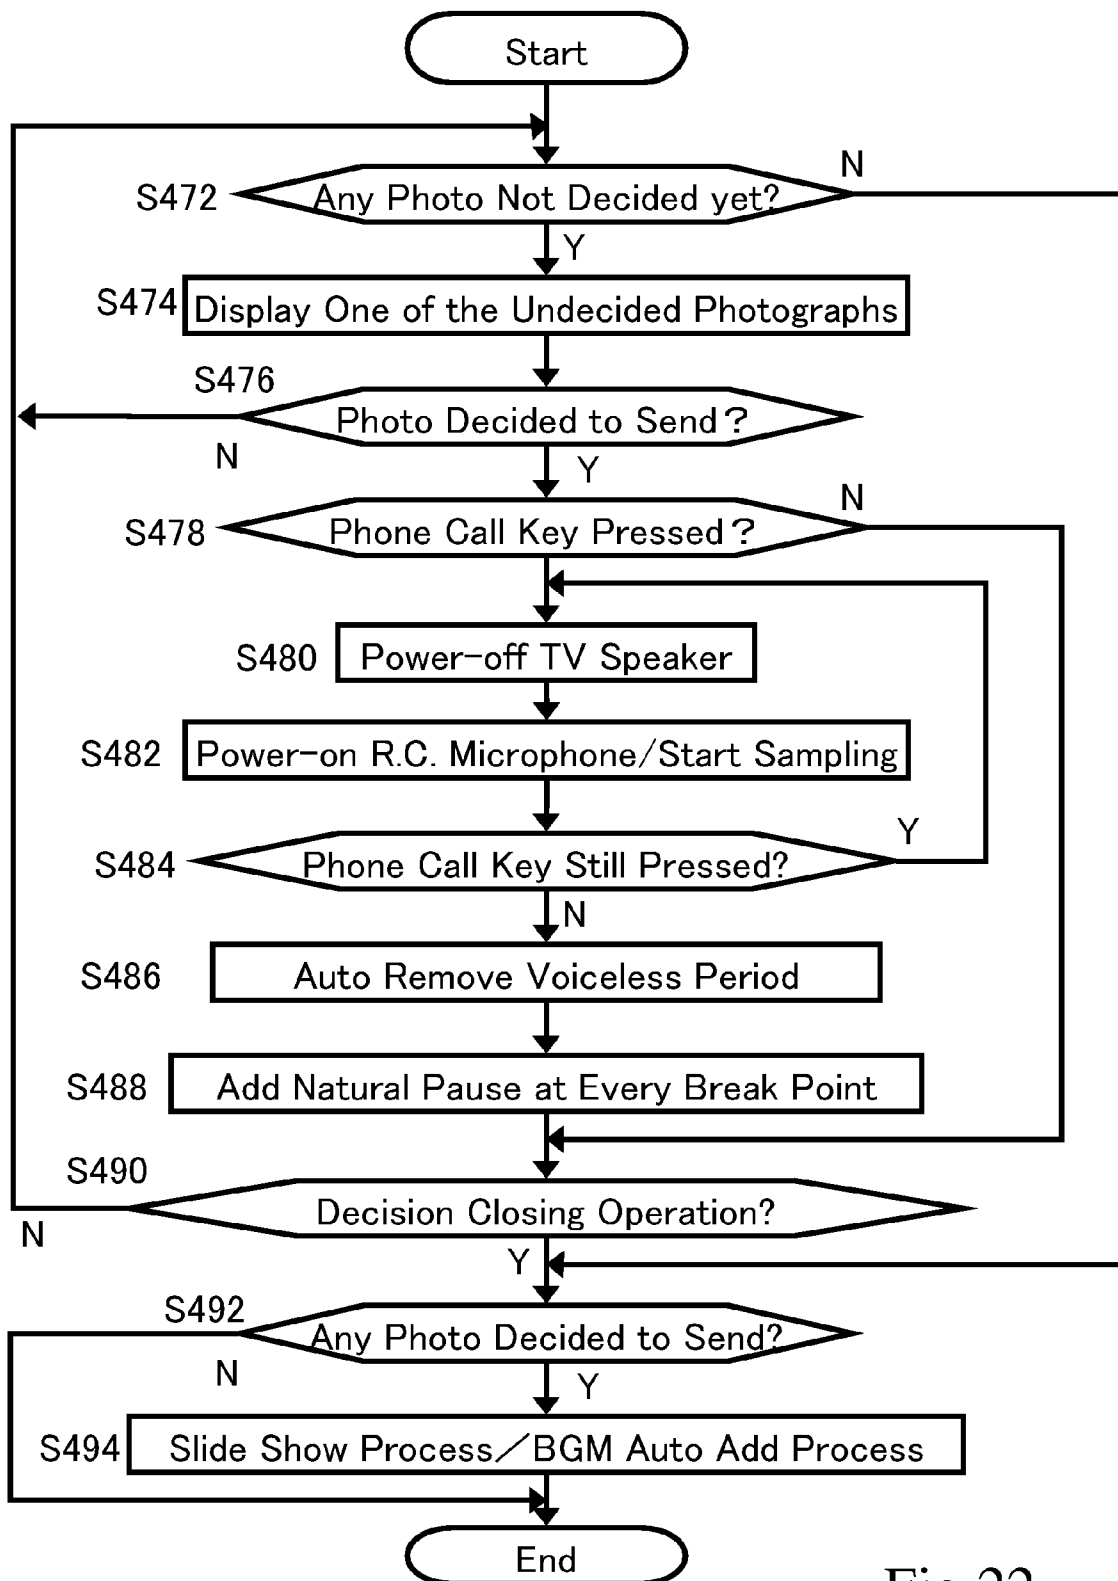 Start
N
S472
Any Photo Not Decided yet?
Y
S474
Display One of the Undecided Photographs
S476
Photo Decided to Send?
N
Y
N
S478
Phone Call Key Pressed?
S480
Power-off TV Speaker
S482
Power-on R.C. Microphone/Start Sampling
Y
S484
Phone Call Key Still Pressed?
N
S486
Auto Remove Voiceless Period
S488
Add Natural Pause at Every Break Point
S490
Decision Closing Operation?
N
Y
S492
Any Photo Decided to Send?
N
Y
S494
Slide Show Process/BGM Auto Add Process
End
Fig.22